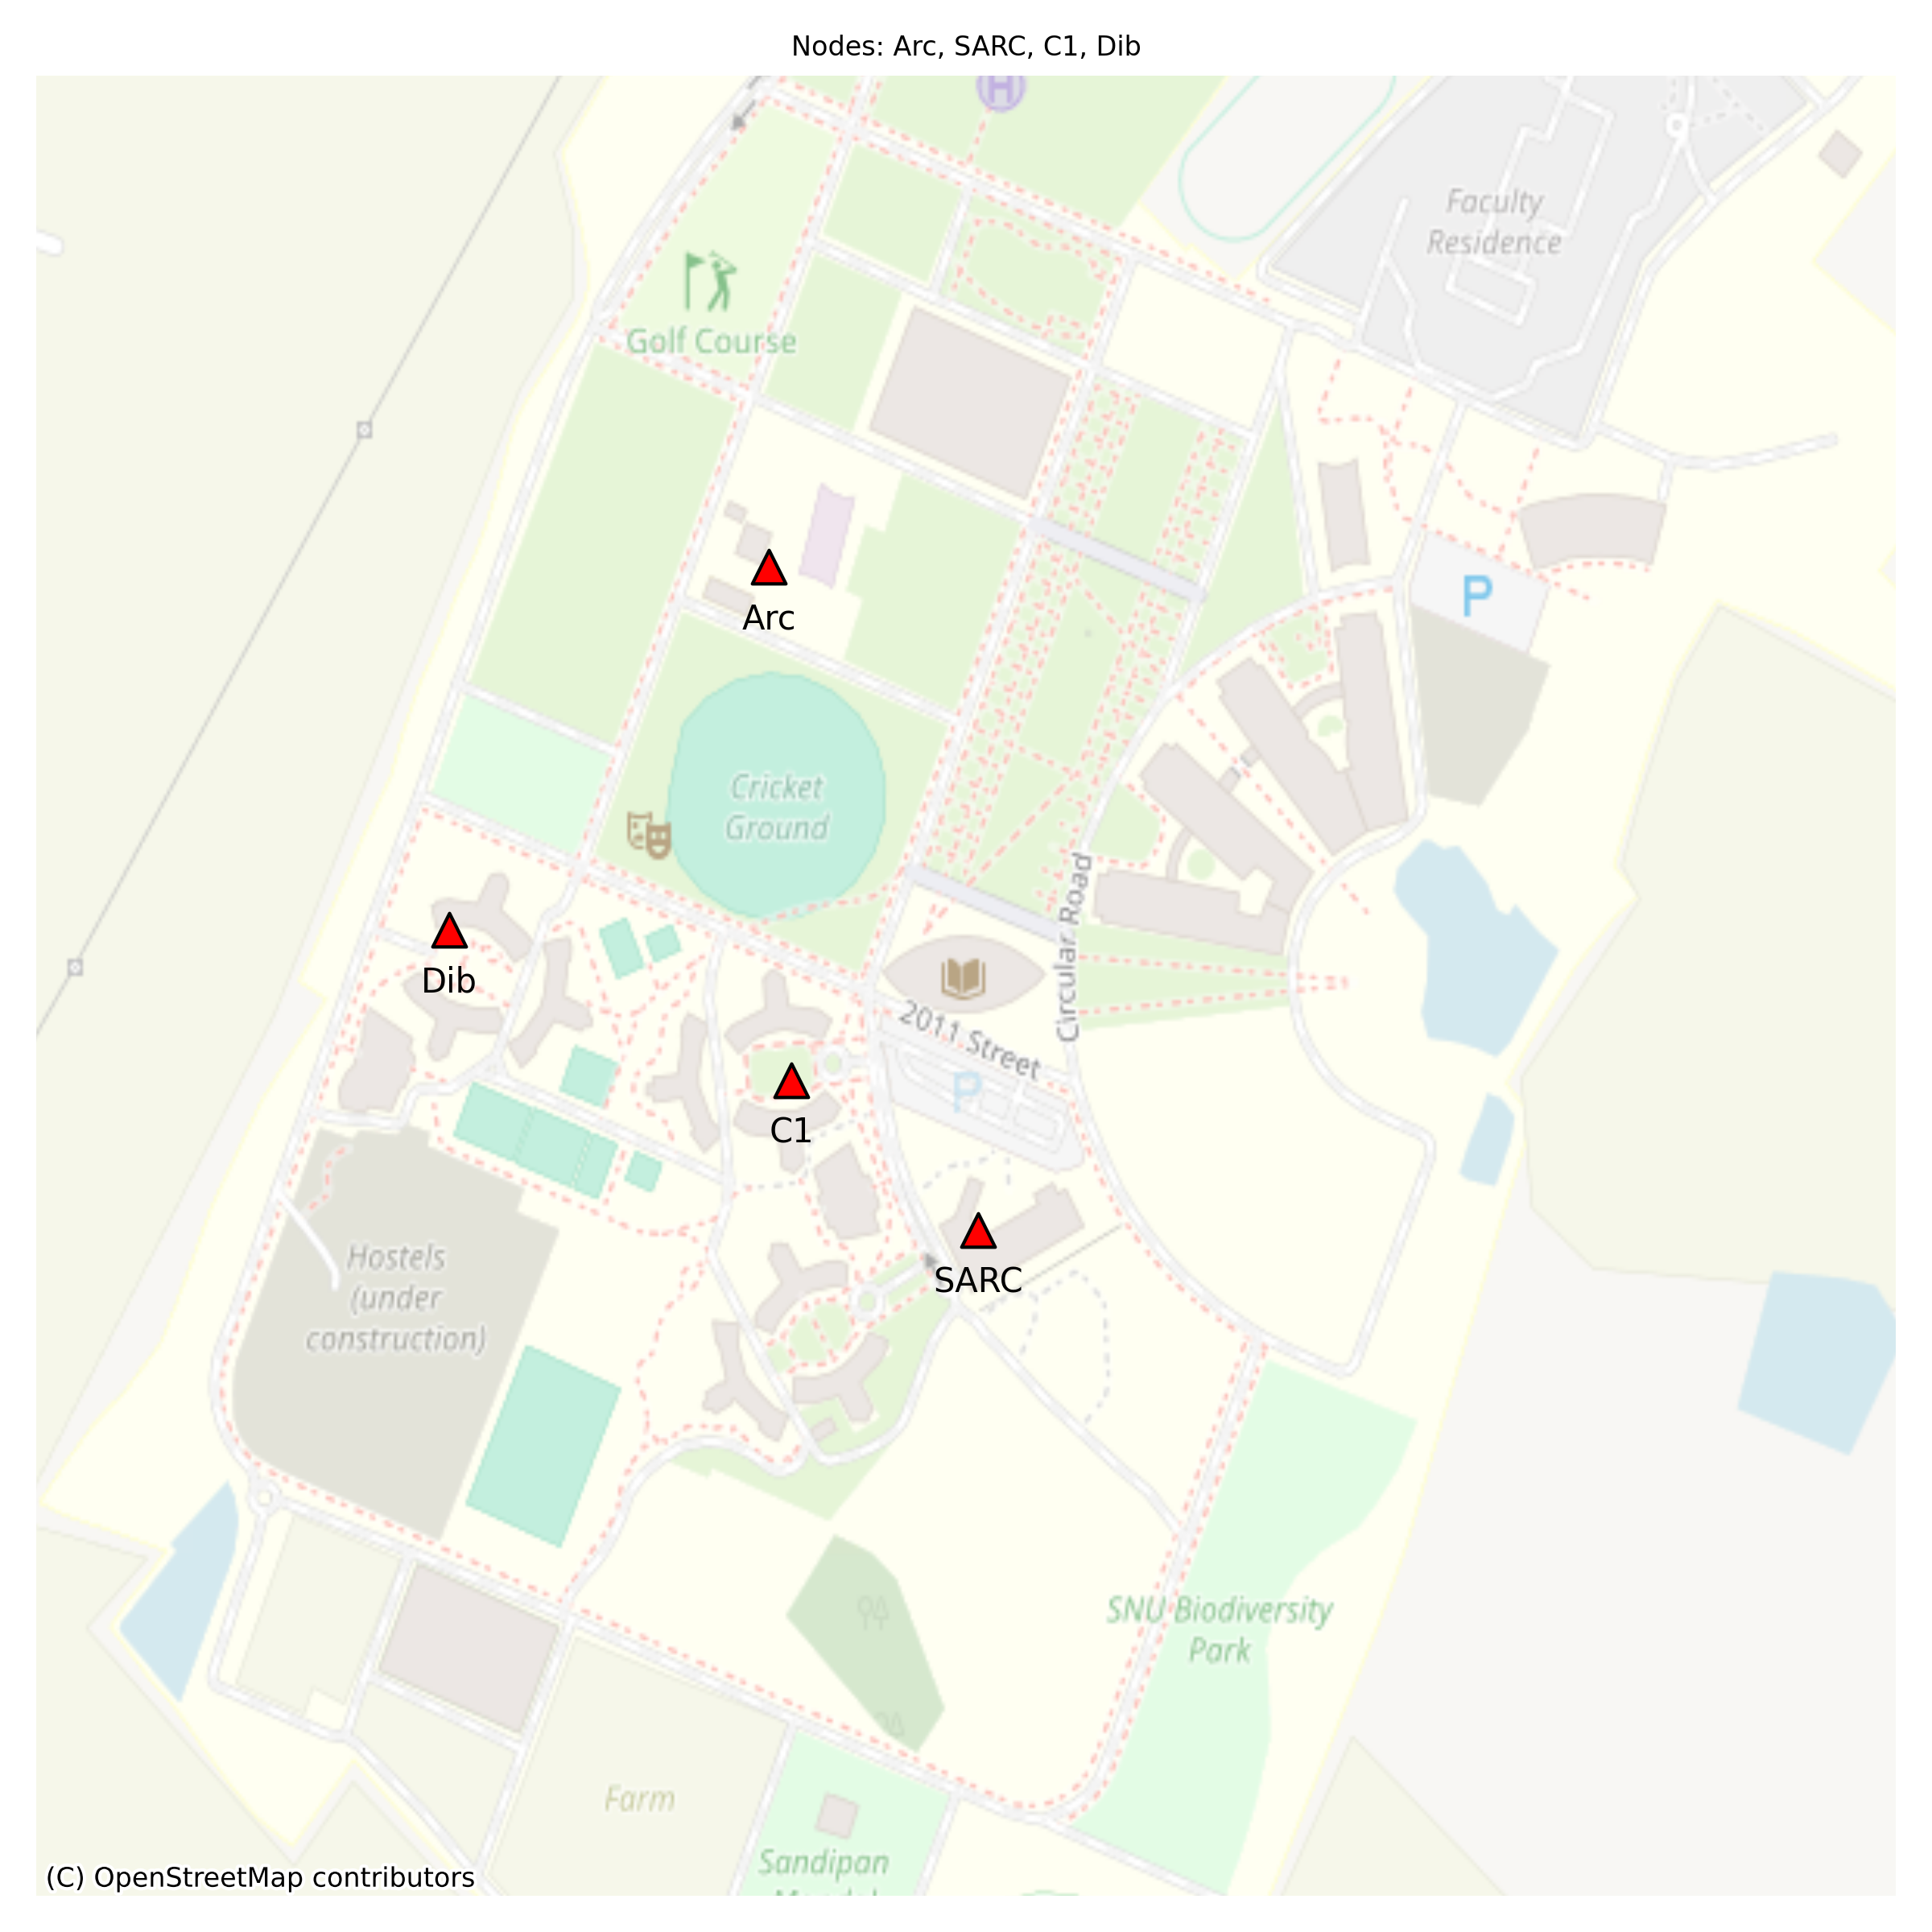 Nodes: Arc, SARC, C1, Dib
H
Faculty
Residence
Golf Course
P
Arc
Cricket
Ground
Circular Road
Dib
2011 Street
P
C1
SARC
Hostels
(under
construction)
SNU Biodiversity
Park
Farm
Sandipan
(C) OpenStreetMap contributors